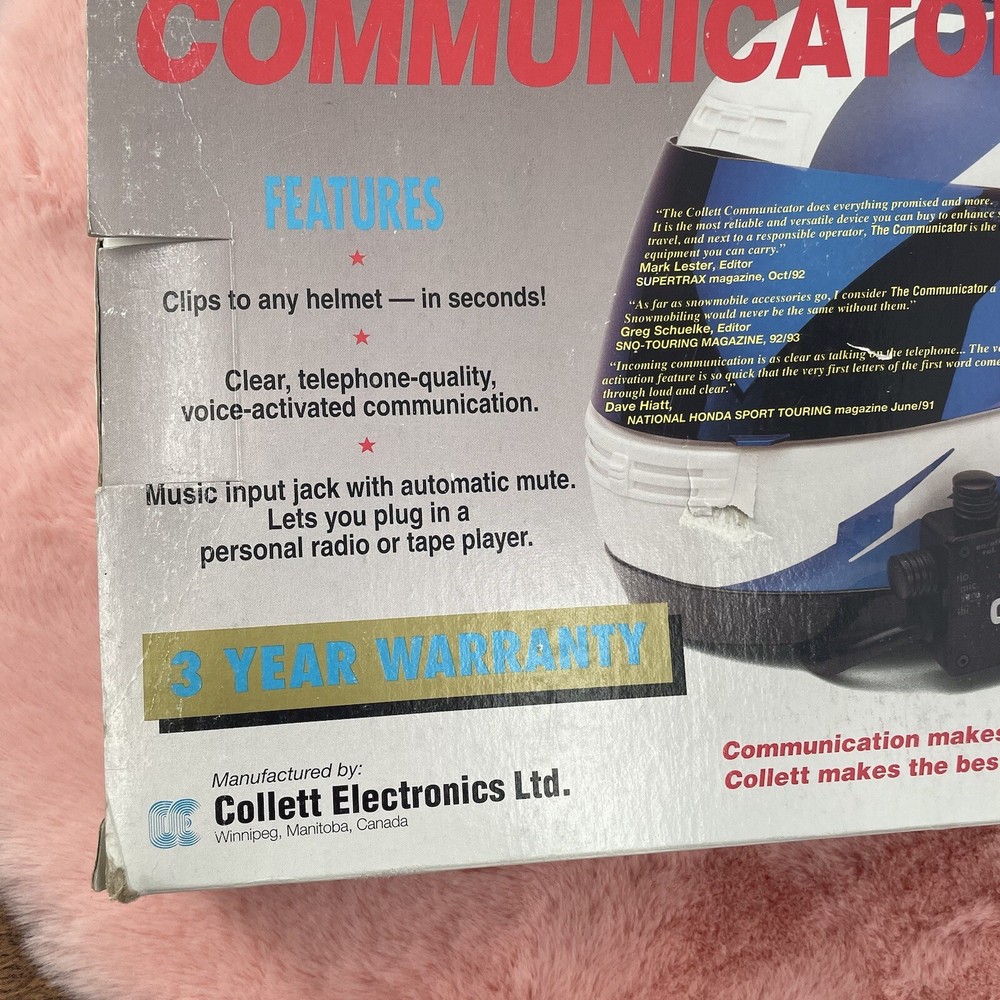 COMMUNICATOR
FEATURES
Clips to any helmet — in seconds!
Clear, telephone-quality,
voice-activated communication.
Music input jack with automatic mute.
Lets you plug in a
personal radio or tape player.
3 YEAR WARRANTY
Manufactured by:
Collett Electronics Ltd.
Winnipeg, Manitoba, Canada
"The Collett Communicator does everything promised and more.
It is the most reliable and versatile device you can buy to enhance
travel, and next to a responsible operator, The Communicator is the
equipment you can carry."
Mark Lester, Editor
SUPERTRAX magazine, Oct/92
"As far as snowmobile accessories go, I consider The Communicator a
Snowmobiling would never be the same without them."
Greg Schuelke, Editor
SNO-TOURING MAGAZINE, 92/93
"Incoming communication is as clear as talking on the telephone... The
activation feature is so quick that the very first letters of the first word come
through loud and clear."
Dave Hiatt,
NATIONAL HONDA SPORT TOURING magazine June/91
Communication makes
Collett makes the bes